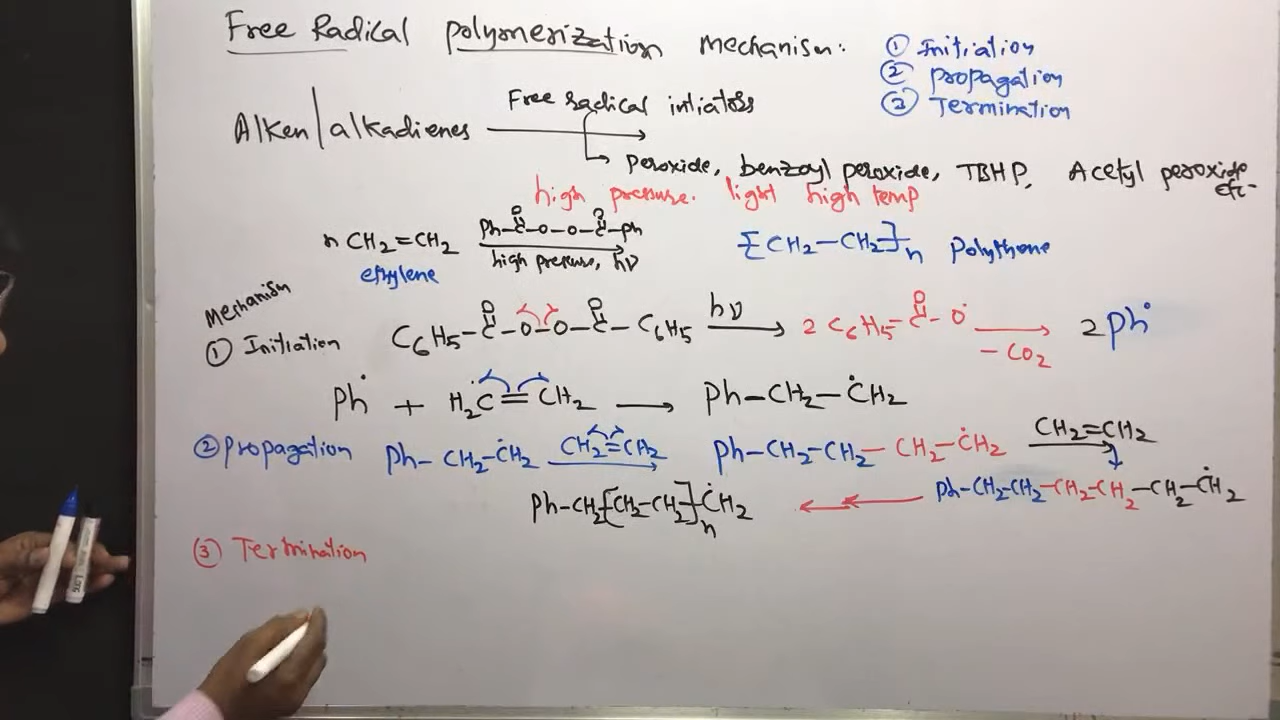 Free Radical polymerization mechanism:
① Initiation
② propagation
③ Termination
Alken/alkadienes
Free radical intiators
peroxide, benzoyl peroxide, TBHP, Acetyl peroxide etc-
high pressure. light high temp
n CH2=CH2
Ph-C(=O)-O-O-C(=O)-Ph
high pressure, hν
[CH2-CH2]n Polythene
ethylene
Mechanism
① Initiation C6H5-C(=O)-O-O-C(=O)-C6H5 hν 2 C6H5-C(=O)-O• -CO2 2Ph•
Ph• + H2C=CH2 → Ph-CH2-ĊH2
② Propagation Ph-CH2-ĊH2 CH2=CH2 Ph-CH2-CH2-CH2-ĊH2 CH2=CH2
Ph-CH2-CH2-CH2-CH2-CH2-ĊH2
Ph-CH2[CH2-CH2]nĊH2
③ Termination